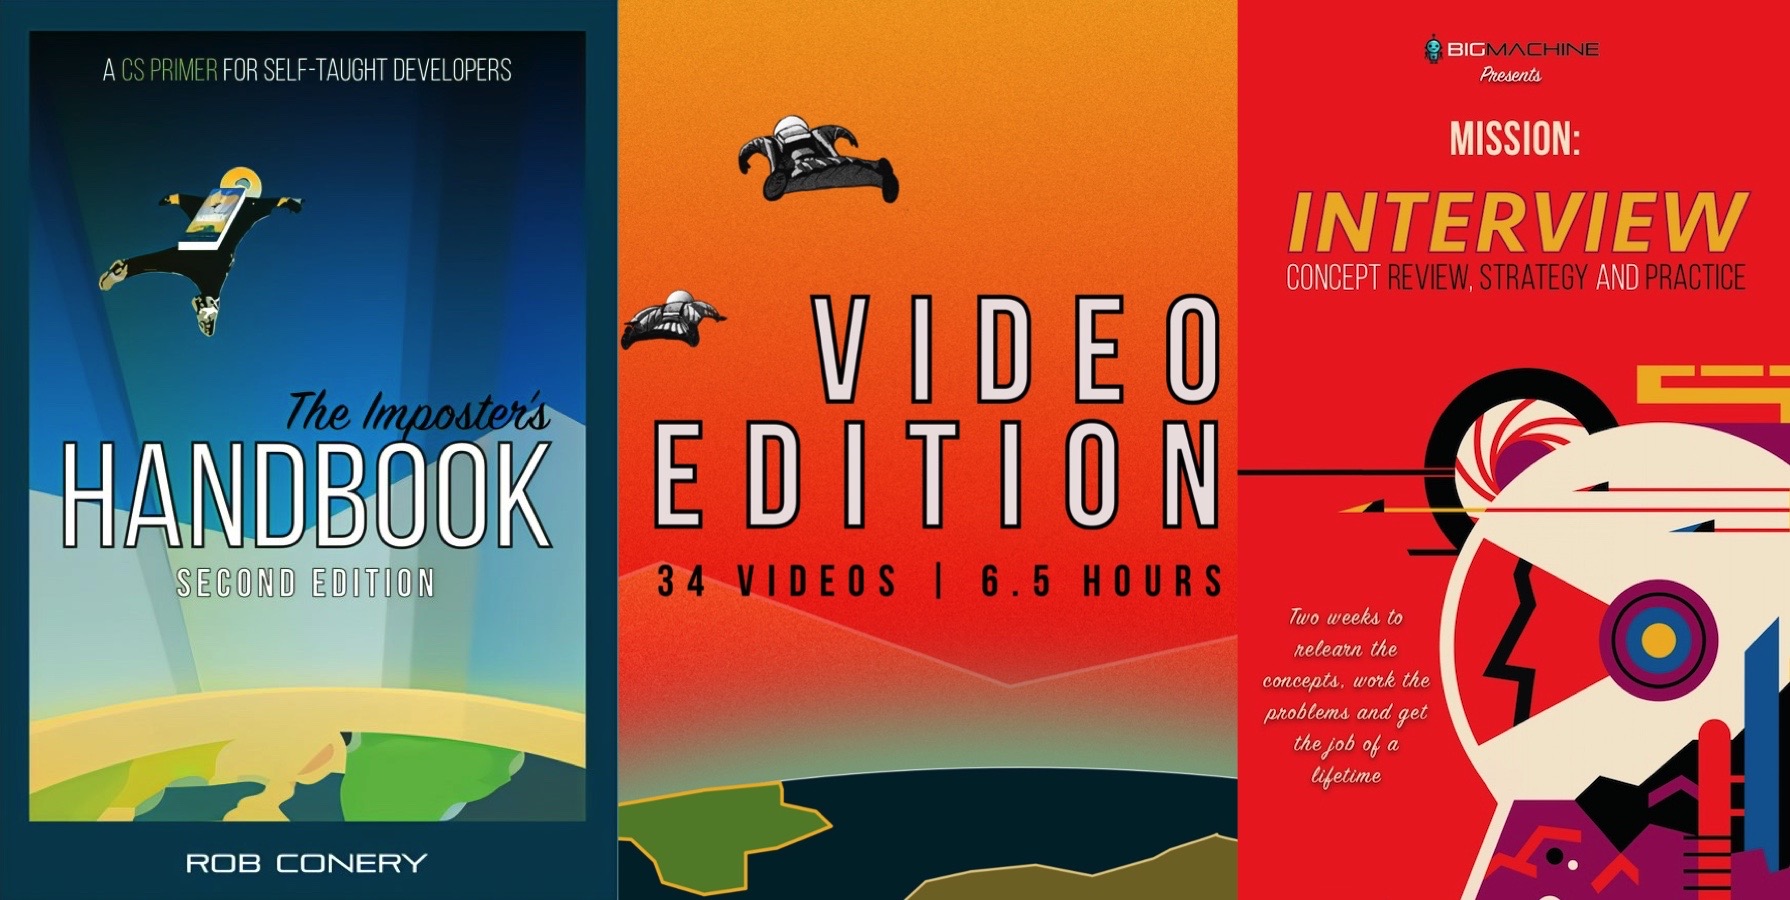 A CS PRIMER FOR SELF-TAUGHT DEVELOPERS
The Imposter's
HANDBOOK
SECOND EDITION
ROB CONERY
VIDEO
EDITION
34 VIDEOS | 6.5 HOURS
BIGMACHINE
Presents
MISSION:
INTERVIEW
CONCEPT REVIEW, STRATEGY AND PRACTICE
Two weeks to
relearn the
concepts, work the
problems and get
the job of a
lifetime